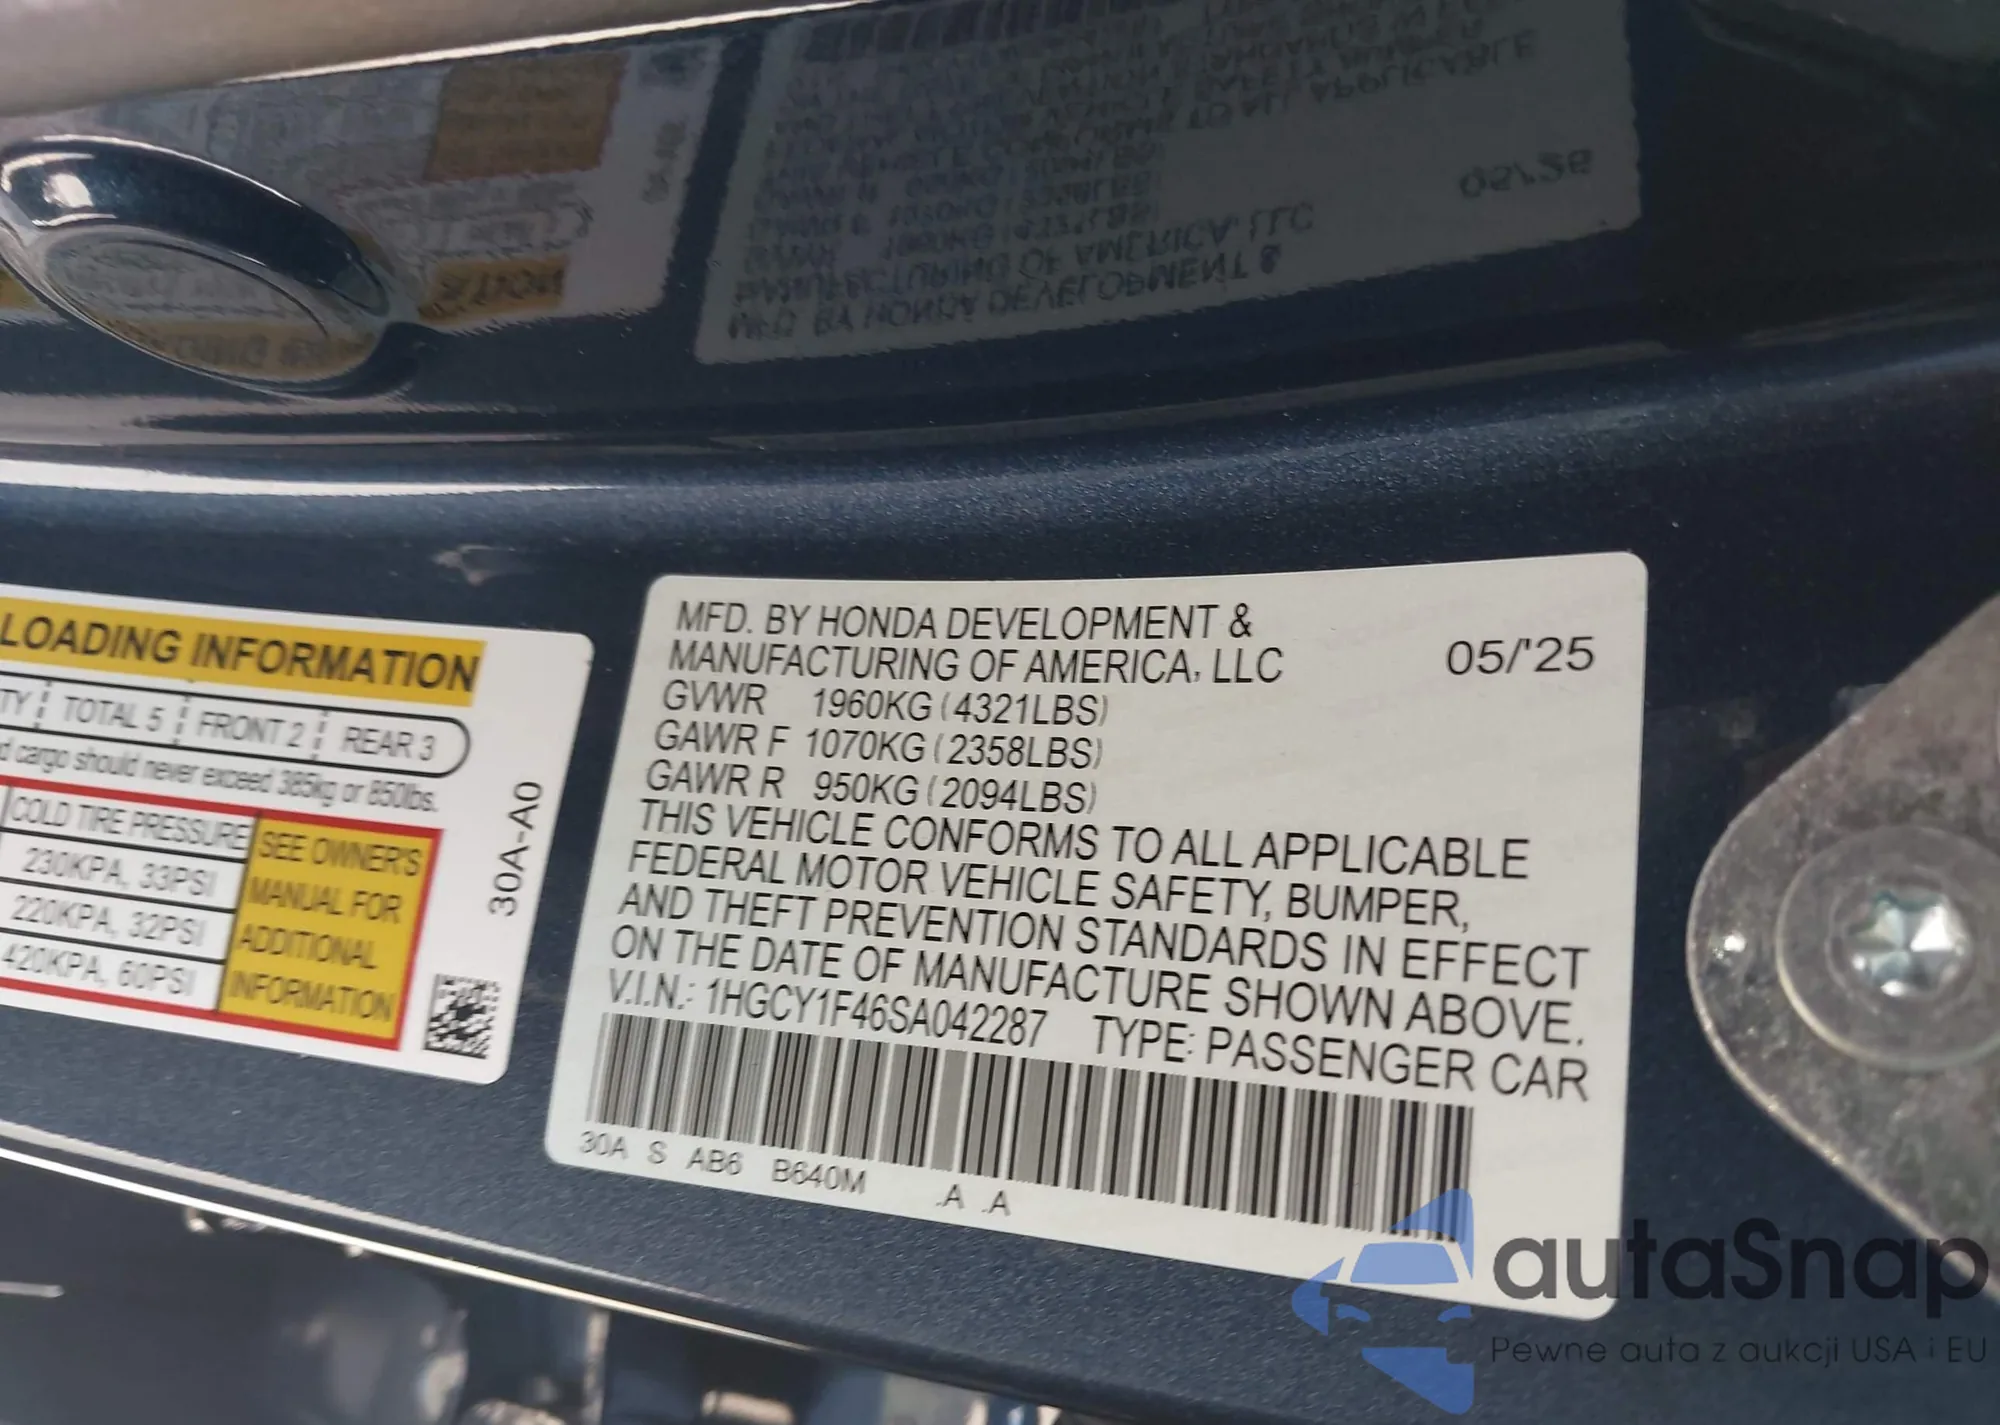 LOADING INFORMATION
TY TOTAL 5 FRONT 2 REAR 3
d cargo should never exceed 385kg or 850lbs.
COLD TIRE PRESSURE
230KPA, 33PSI
220KPA, 32PSI
420KPA, 60PSI
SEE OWNER'S
MANUAL FOR
ADDITIONAL
INFORMATION
30A-A0
MFD. BY HONDA DEVELOPMENT &
MANUFACTURING OF AMERICA, LLC 05/'25
GVWR 1960KG (4321LBS)
GAWR F 1070KG (2358LBS)
GAWR R 950KG (2094LBS)
THIS VEHICLE CONFORMS TO ALL APPLICABLE
FEDERAL MOTOR VEHICLE SAFETY, BUMPER,
AND THEFT PREVENTION STANDARDS IN EFFECT
ON THE DATE OF MANUFACTURE SHOWN ABOVE.
V.I.N.: 1HGCY1F46SA042287 TYPE: PASSENGER CAR
30A S AB6 B640M .A .A
autaSnap
Pewne auta z aukcji USA i EU